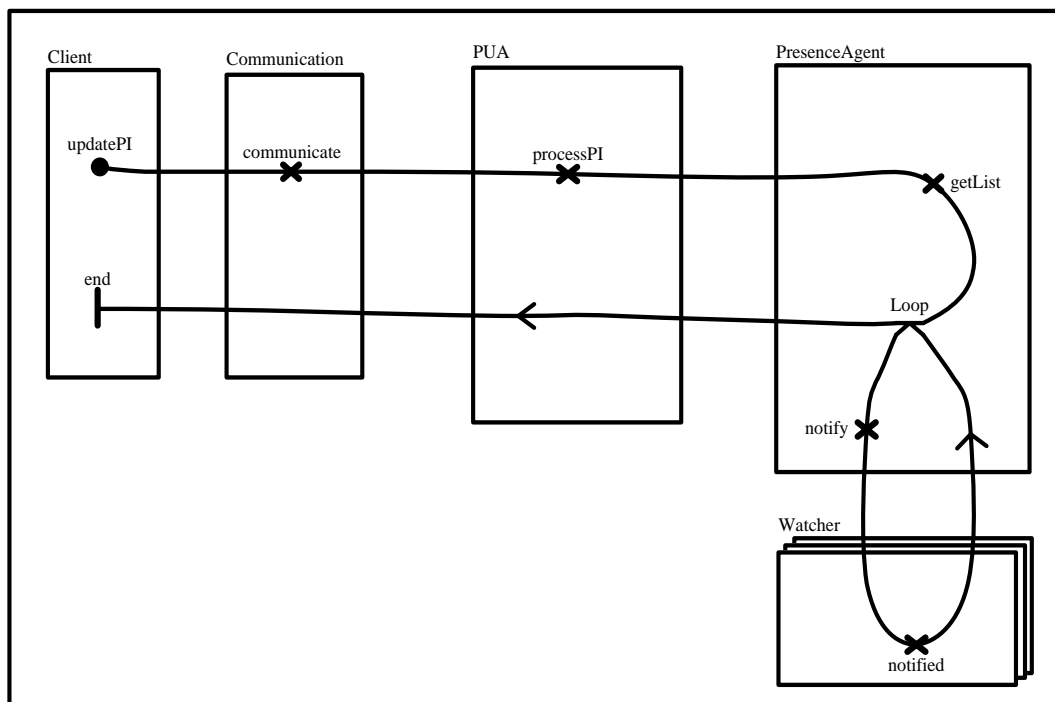 Client
Communication
PUA
PresenceAgent
updatePI
communicate
processPI
getList
end
Loop
notify
Watcher
notified